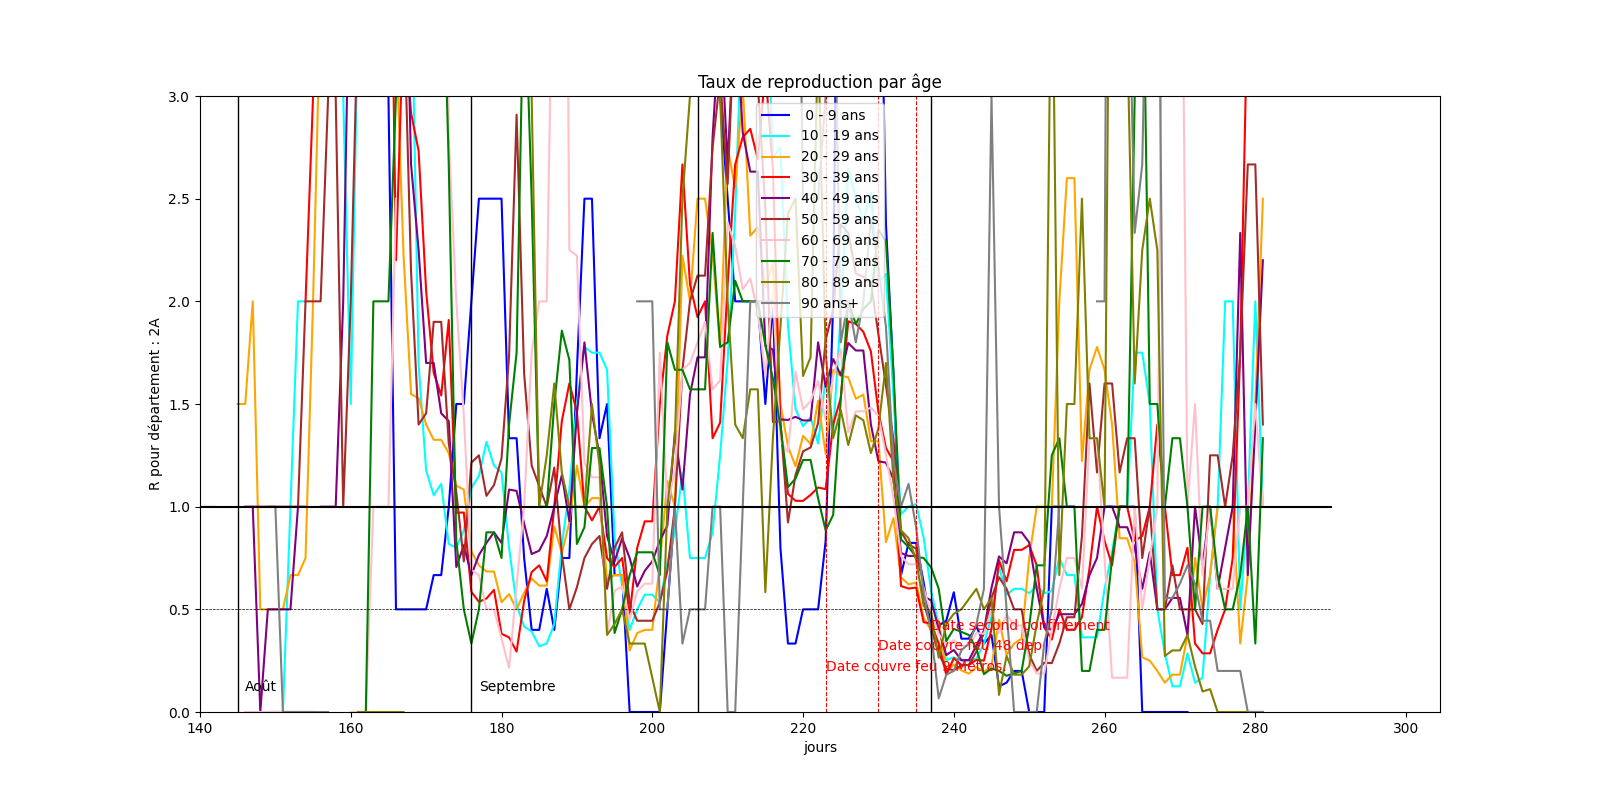 Taux de reproduction par âge
3.0
2.5
2.0
1.5
1.0
0.5
0.0
R pour département : 2A
0 - 9 ans
10 - 19 ans
20 - 29 ans
30 - 39 ans
40 - 49 ans
50 - 59 ans
60 - 69 ans
70 - 79 ans
80 - 89 ans
90 ans+
Date second confinement
Date couvre feu 48 dep
Date couvre feu 9 métros
Août
Septembre
140
160
180
200
220
240
260
280
300
jours